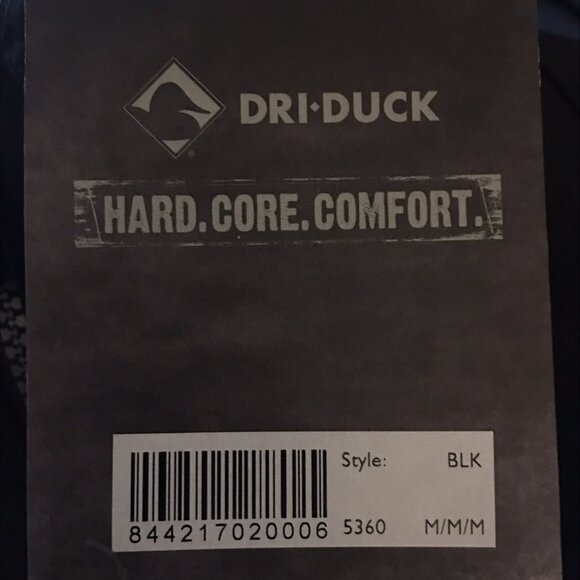 DRI•DUCK
®
HARD.CORE.COMFORT.
Style: BLK
844217020006 5360 M/M/M